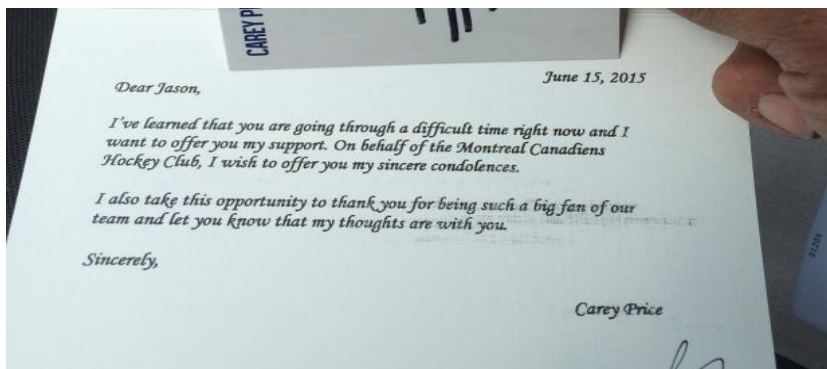 CAREY P
June 15, 2015
Dear Jason,
I've learned that you are going through a difficult time right now and I
want to offer you my support. On behalf of the Montreal Canadiens
Hockey Club, I wish to offer you my sincere condolences.
I also take this opportunity to thank you for being such a big fan of our
team and let you know that my thoughts are with you.
Sincerely,
Carey Price